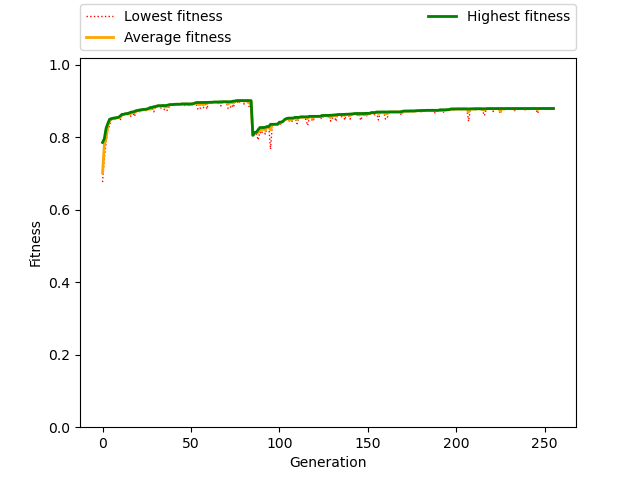 Lowest fitness
Average fitness
Highest fitness
1.0
0.8
0.6
0.4
0.2
0.0
Fitness
0 50 100 150 200 250
Generation